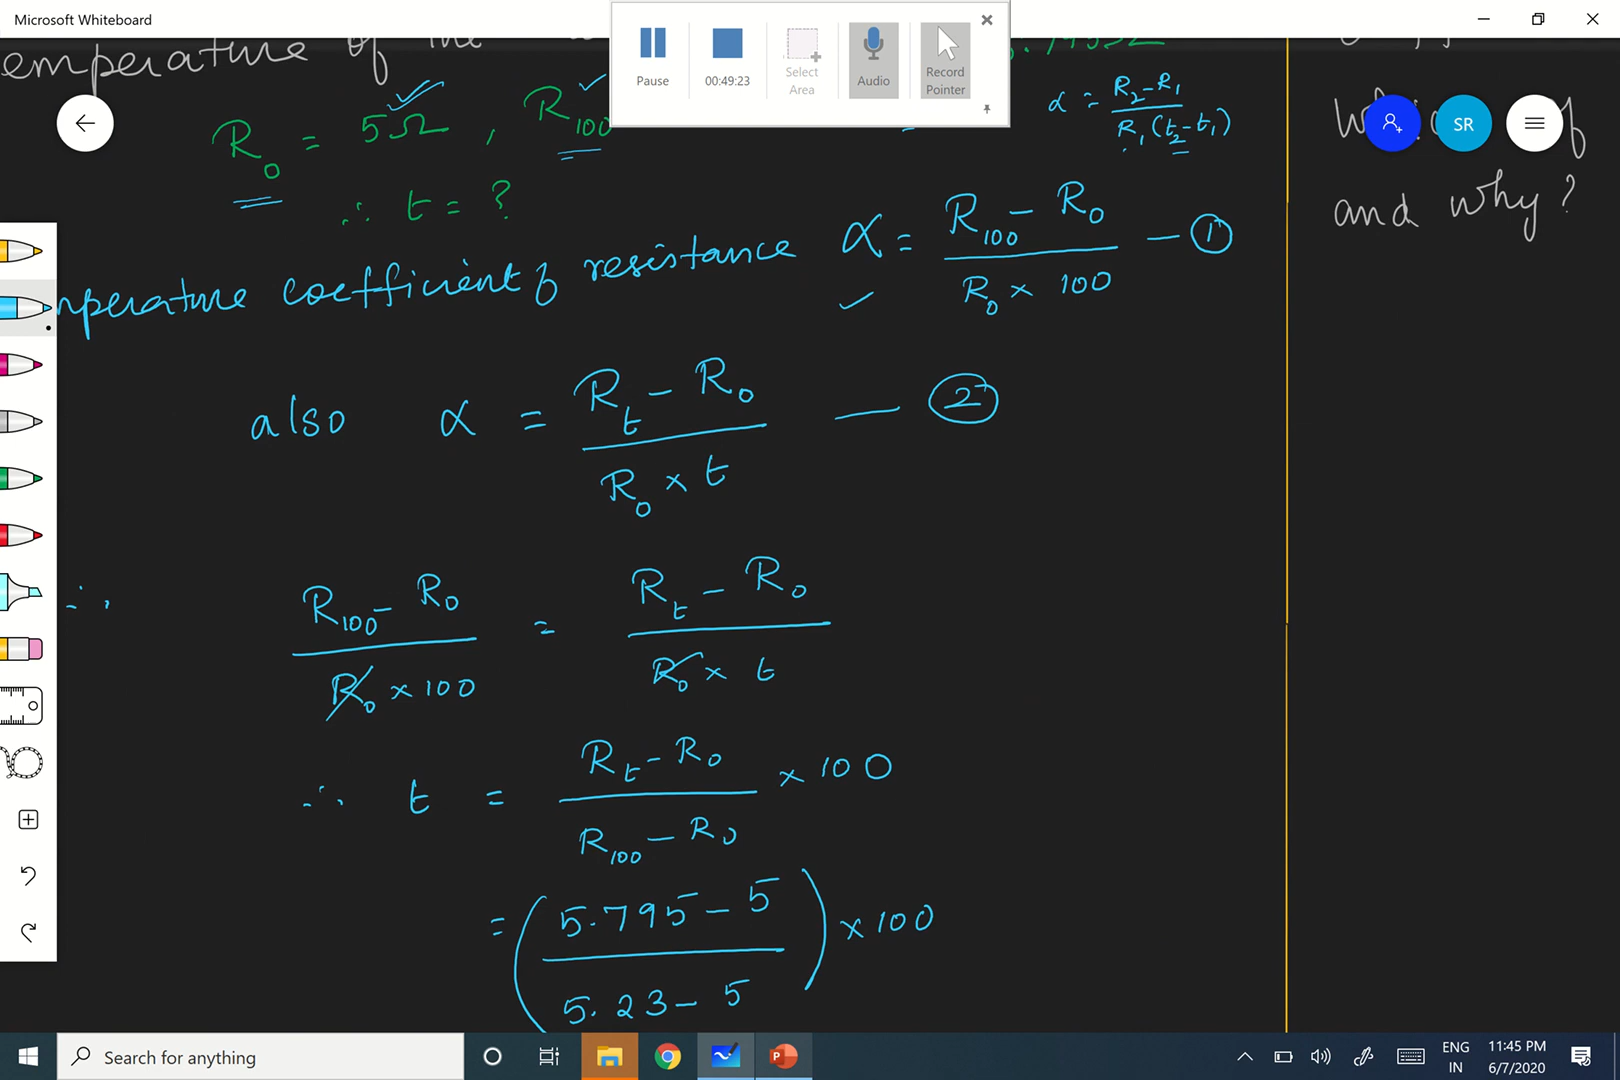 Microsoft Whiteboard
Pause
00:49:23
Select
Area
Audio
Record
Pointer
emperature of the
R₀ = 5Ω, R₁₀₀
α = (R₂ - R₁) / (R₁ (t₂ - t₁))
SR
∴ t = ?
and why?
mperature coefficient of resistance α = (R₁₀₀ - R₀) / (R₀ × 100) — ①
also α = (R_t - R₀) / (R₀ × t) — ②
∴ (R₁₀₀ - R₀) / (R₀ × 100) = (R_t - R₀) / (R₀ × t)
∴ t = (R_t - R₀) / (R₁₀₀ - R₀) × 100
= ((5.795 - 5) / (5.23 - 5)) × 100
Search for anything
ENG
IN
11:45 PM
6/7/2020